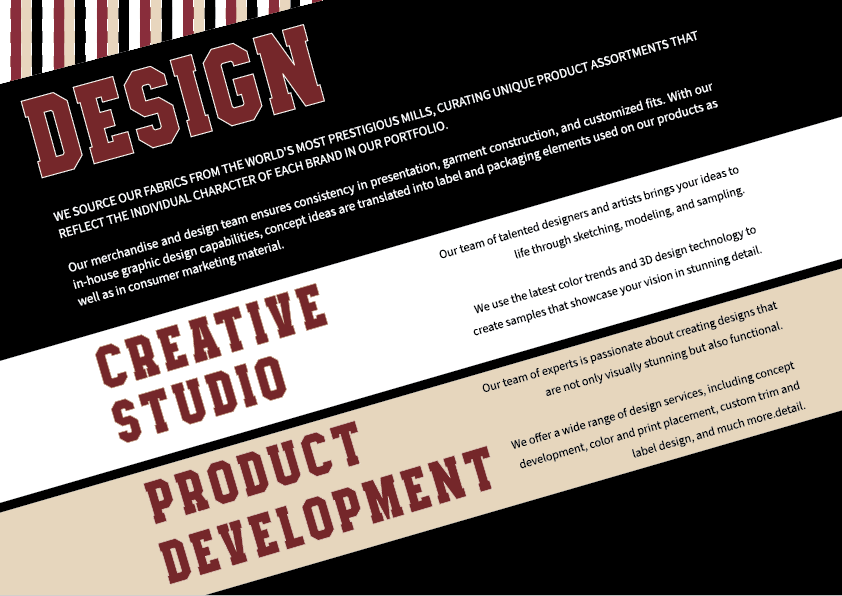 DESIGN
WE SOURCE OUR FABRICS FROM THE WORLD'S MOST PRESTIGIOUS MILLS, CURATING UNIQUE PRODUCT ASSORTMENTS THAT
REFLECT THE INDIVIDUAL CHARACTER OF EACH BRAND IN OUR PORTFOLIO.
Our merchandise and design team ensures consistency in presentation, garment construction, and customized fits. With our
in-house graphic design capabilities, concept ideas are translated into label and packaging elements used on our products as
well as in consumer marketing material.
CREATIVE
STUDIO
Our team of talented designers and artists brings your ideas to
life through sketching, modeling, and sampling.
We use the latest color trends and 3D design technology to
create samples that showcase your vision in stunning detail.
PRODUCT
DEVELOPMENT
Our team of experts is passionate about creating designs that
are not only visually stunning but also functional.
We offer a wide range of design services, including concept
development, color and print placement, custom trim and
label design, and much more.detail.